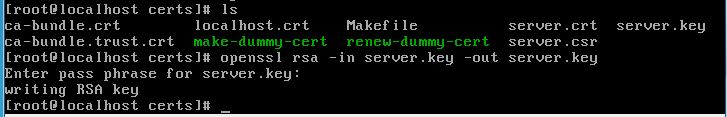 [root@localhost certs]# ls
ca-bundle.crt localhost.crt Makefile server.crt server.key
ca-bundle.trust.crt make-dummy-cert renew-dummy-cert server.csr
[root@localhost certs]# openssl rsa -in server.key -out server.key
Enter pass phrase for server.key:
writing RSA key
[root@localhost certs]# _